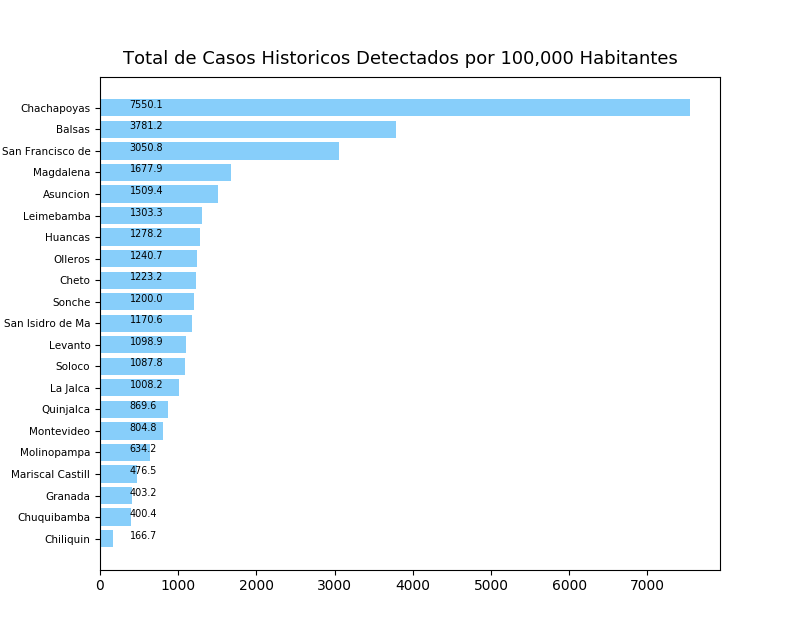 Total de Casos Historicos Detectados por 100,000 Habitantes
Chachapoyas 7550.1
Balsas 3781.2
San Francisco de 3050.8
Magdalena 1677.9
Asuncion 1509.4
Leimebamba 1303.3
Huancas 1278.2
Olleros 1240.7
Cheto 1223.2
Sonche 1200.0
San Isidro de Ma 1170.6
Levanto 1098.9
Soloco 1087.8
La Jalca 1008.2
Quinjalca 869.6
Montevideo 804.8
Molinopampa 634.2
Mariscal Castill 476.5
Granada 403.2
Chuquibamba 400.4
Chiliquin 166.7
0 1000 2000 3000 4000 5000 6000 7000